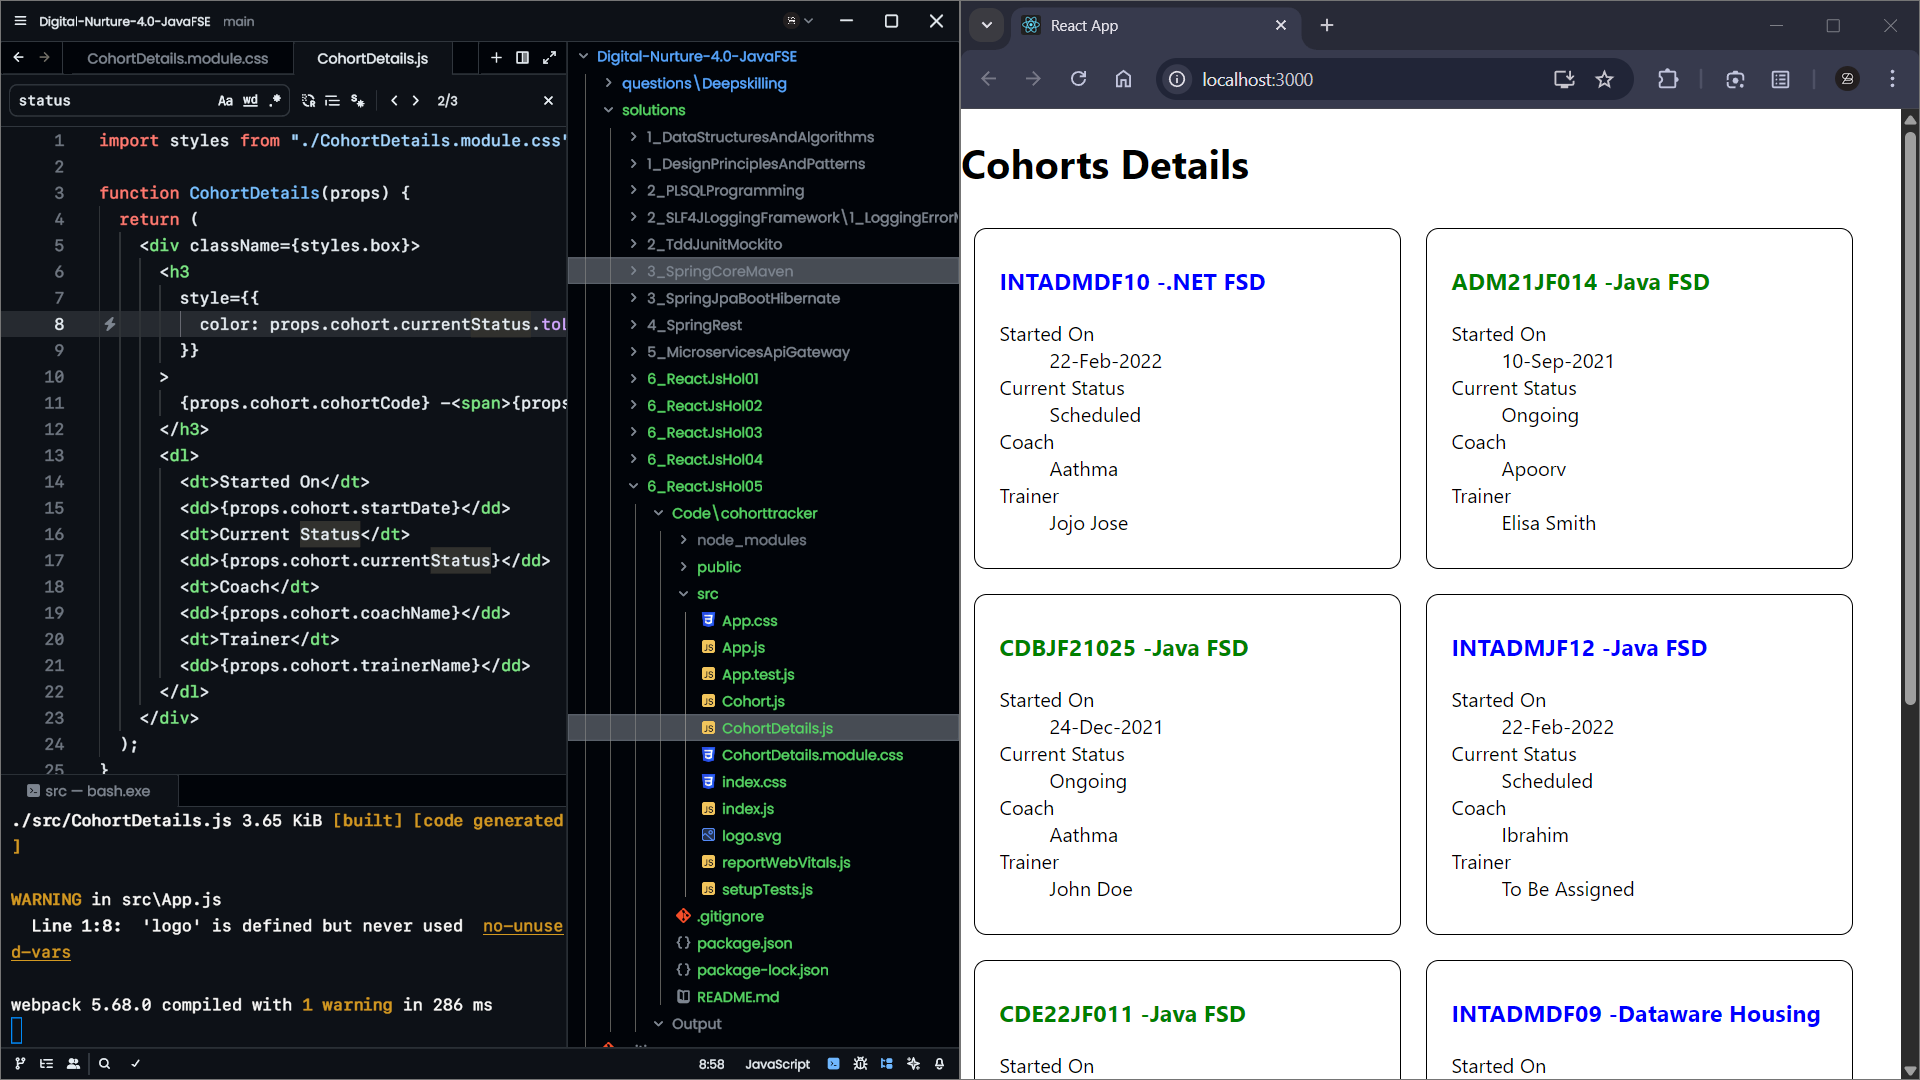 Digital-Nurture-4.0-JavaFSE main
CohortDetails.module.css
CohortDetails.js
status
Aa wd .*
2/3
1 import styles from "./CohortDetails.module.css"
2
3 function CohortDetails(props) {
4 return (
5 <div className={styles.box}>
6 <h3
7 style={{
8 color: props.cohort.currentStatus.toL
9 }}
10 >
11 {props.cohort.cohortCode} -<span>{props
12 </h3>
13 <dl>
14 <dt>Started On</dt>
15 <dd>{props.cohort.startDate}</dd>
16 <dt>Current Status</dt>
17 <dd>{props.cohort.currentStatus}</dd>
18 <dt>Coach</dt>
19 <dd>{props.cohort.coachName}</dd>
20 <dt>Trainer</dt>
21 <dd>{props.cohort.trainerName}</dd>
22 </dl>
23 </div>
24 );
25 }
src — bash.exe
./src/CohortDetails.js 3.65 KiB [built] [code generated
]
WARNING in src\App.js
Line 1:8: 'logo' is defined but never used no-unuse
d-vars
webpack 5.68.0 compiled with 1 warning in 286 ms
8:58 JavaScript
Digital-Nurture-4.0-JavaFSE
questions\Deepskilling
solutions
1_DataStructuresAndAlgorithms
1_DesignPrinciplesAndPatterns
2_PLSQLProgramming
2_SLF4JLoggingFramework\1_LoggingErrorM
2_TddJunitMockito
3_SpringCoreMaven
3_SpringJpaBootHibernate
4_SpringRest
5_MicroservicesApiGateway
6_ReactJsHol01
6_ReactJsHol02
6_ReactJsHol03
6_ReactJsHol04
6_ReactJsHol05
Code\cohorttracker
node_modules
public
src
App.css
App.js
App.test.js
Cohort.js
CohortDetails.js
CohortDetails.module.css
index.css
index.js
logo.svg
reportWebVitals.js
setupTests.js
.gitignore
package.json
package-lock.json
README.md
Output
React App
localhost:3000
Cohorts Details
INTADMDF10 -.NET FSD
Started On
22-Feb-2022
Current Status
Scheduled
Coach
Aathma
Trainer
Jojo Jose
ADM21JF014 -Java FSD
Started On
10-Sep-2021
Current Status
Ongoing
Coach
Apoorv
Trainer
Elisa Smith
CDBJF21025 -Java FSD
Started On
24-Dec-2021
Current Status
Ongoing
Coach
Aathma
Trainer
John Doe
INTADMJF12 -Java FSD
Started On
22-Feb-2022
Current Status
Scheduled
Coach
Ibrahim
Trainer
To Be Assigned
CDE22JF011 -Java FSD
Started On
INTADMDF09 -Dataware Housing
Started On